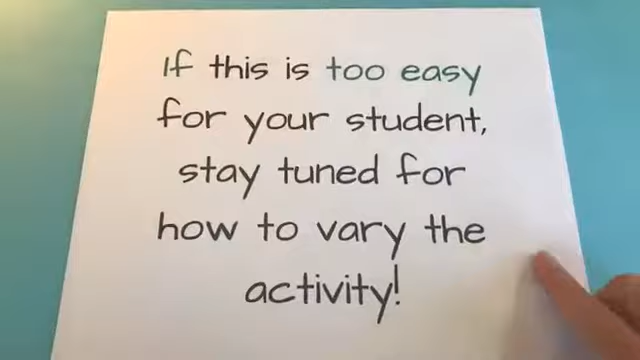 If this is too easy
for your student,
stay tuned for
how to vary the
activity!